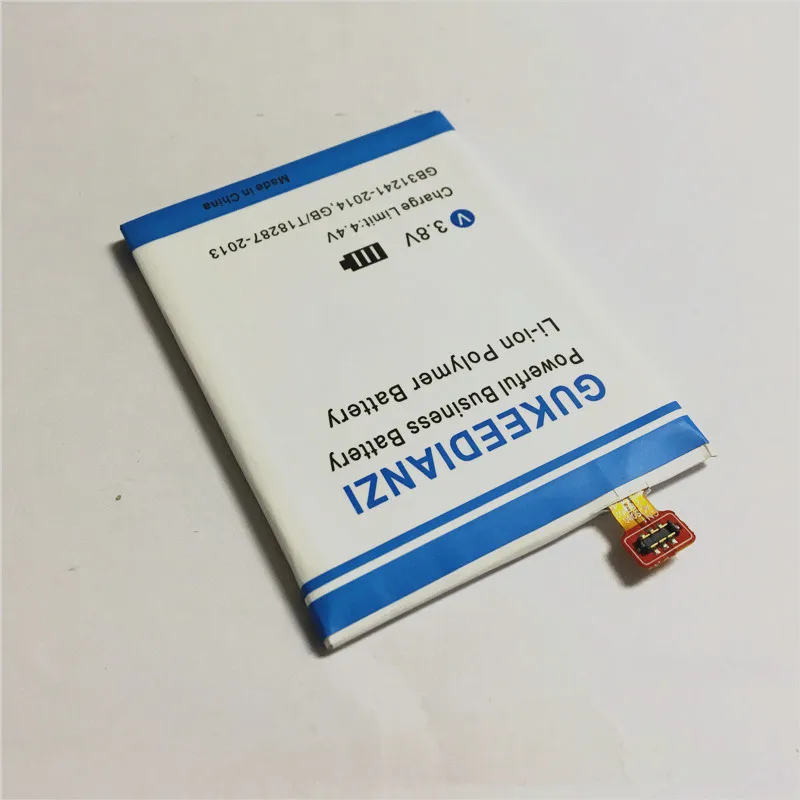 GUKEEDIANZI
Powerful Business Battery
Li-ion Polymer Battery
V 3.8V
Charge Limit:4.4V
GB31241-2014,GB/T18287-2013
Made in China